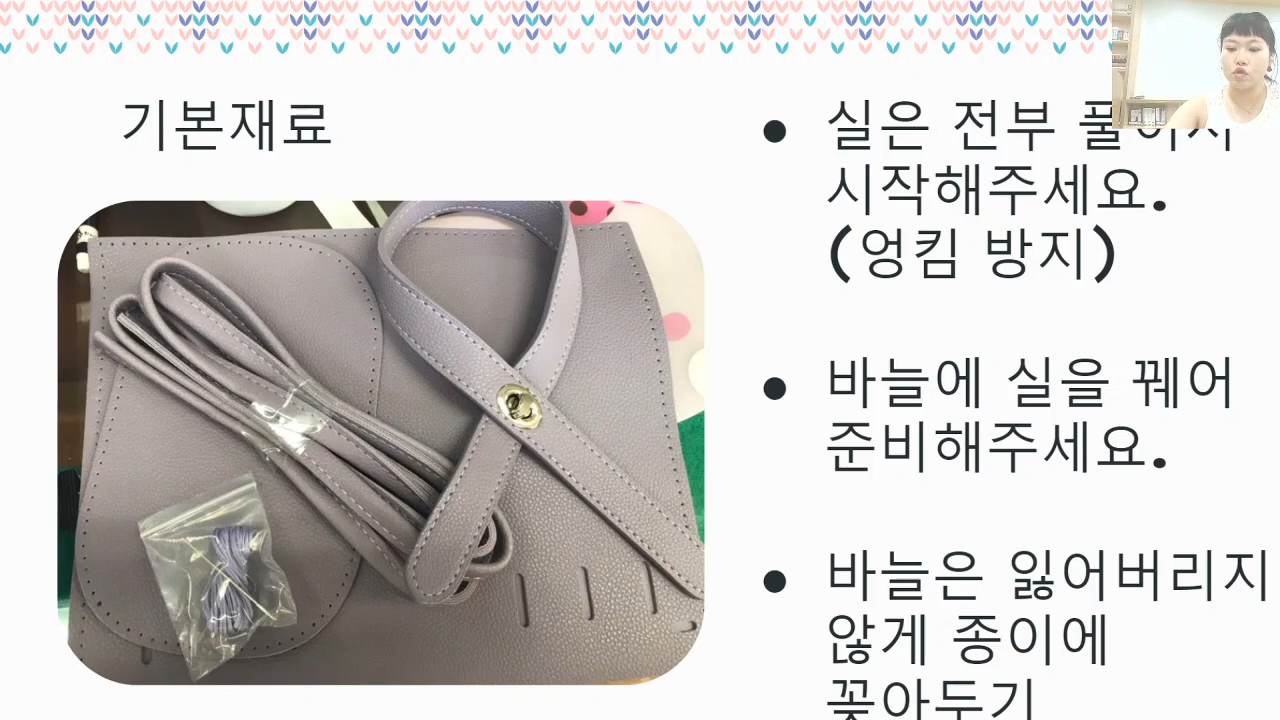 기본재료
실은 전부
시작해주세요.
(엉킴 방지)
바늘에 실을 꿰어
준비해주세요.
바늘은 잃어버리지
않게 종이에
꽂아두기